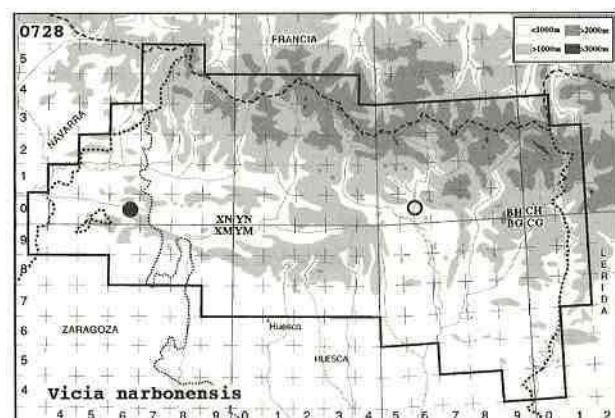 0728
FRANCIA
<1000m >2000m
>1000m >3000m
NAVARRA
5
4
3
2
1
0
9
8
7
6
5
4
XN YN
XM YM
BH CH
BG CG
LERDA
ZARAGOZA
Huesca
HUESCA
Vicia narbonensis
4 5 6 7 8 9 0 1 2 3 4 5 6 7 8 9 0 1